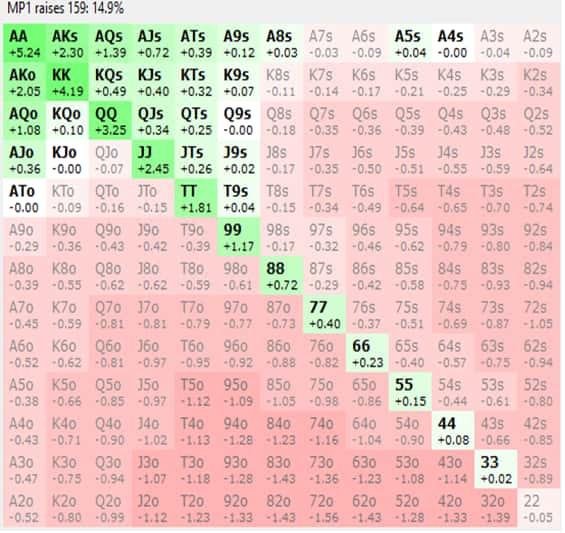 MP1 raises 159: 14.9%
AA AKs AQs AJs ATs A9s A8s A7s A6s A5s A4s A3s A2s
+5.24 +2.30 +1.39 +0.72 +0.39 +0.12 +0.03 -0.03 -0.09 +0.04 -0.00 -0.04 -0.09
AKo KK KQs KJs KTs K9s K8s K7s K6s K5s K4s K3s K2s
+2.05 +4.19 +0.49 +0.40 +0.32 +0.07 -0.11 -0.14 -0.17 -0.21 -0.25 -0.29 -0.34
AQo KQo QQ QJs QTs Q9s Q8s Q7s Q6s Q5s Q4s Q3s Q2s
+1.08 +0.10 +3.25 +0.34 +0.25 -0.00 -0.18 -0.35 -0.36 -0.39 -0.43 -0.48 -0.52
AJo KJo QJo JJ JTs J9s J8s J7s J6s J5s J4s J3s J2s
+0.36 -0.00 -0.07 +2.45 +0.26 +0.02 -0.17 -0.35 -0.50 -0.51 -0.55 -0.59 -0.64
ATo KTo QTo JTo TT T9s T8s T7s T6s T5s T4s T3s T2s
-0.00 -0.09 -0.16 -0.15 +1.81 +0.04 -0.15 -0.34 -0.49 -0.64 -0.65 -0.70 -0.74
A9o K9o Q9o J9o T9o 99 98s 97s 96s 95s 94s 93s 92s
-0.29 -0.36 -0.43 -0.42 -0.39 +1.17 -0.17 -0.32 -0.46 -0.62 -0.79 -0.80 -0.84
A8o K8o Q8o J8o T8o 98o 88 87s 86s 85s 84s 83s 82s
-0.39 -0.55 -0.62 -0.62 -0.59 -0.61 +0.72 -0.29 -0.42 -0.58 -0.75 -0.93 -0.94
A7o K7o Q7o J7o T7o 97o 87o 77 76s 75s 74s 73s 72s
-0.45 -0.59 -0.81 -0.81 -0.79 -0.77 -0.73 +0.40 -0.37 -0.51 -0.69 -0.87 -1.05
A6o K6o Q6o J6o T6o 96o 86o 76o 66 65s 64s 63s 62s
-0.52 -0.62 -0.81 -0.97 -0.95 -0.92 -0.88 -0.82 +0.23 -0.40 -0.57 -0.75 -0.94
A5o K5o Q5o J5o T5o 95o 85o 75o 65o 55 54s 53s 52s
-0.38 -0.66 -0.85 -0.97 -1.12 -1.09 -1.05 -0.98 -0.86 +0.15 -0.44 -0.61 -0.80
A4o K4o Q4o J4o T4o 94o 84o 74o 64o 54o 44 43s 42s
-0.43 -0.71 -0.90 -1.02 -1.13 -1.28 -1.23 -1.16 -1.04 -0.90 +0.08 -0.66 -0.85
A3o K3o Q3o J3o T3o 93o 83o 73o 63o 53o 43o 33 32s
-0.47 -0.75 -0.94 -1.07 -1.18 -1.28 -1.43 -1.36 -1.23 -1.08 -1.14 +0.02 -0.89
A2o K2o Q2o J2o T2o 92o 82o 72o 62o 52o 42o 32o 22
-0.52 -0.80 -0.99 -1.12 -1.23 -1.33 -1.43 -1.56 -1.43 -1.28 -1.33 -1.39 -0.05